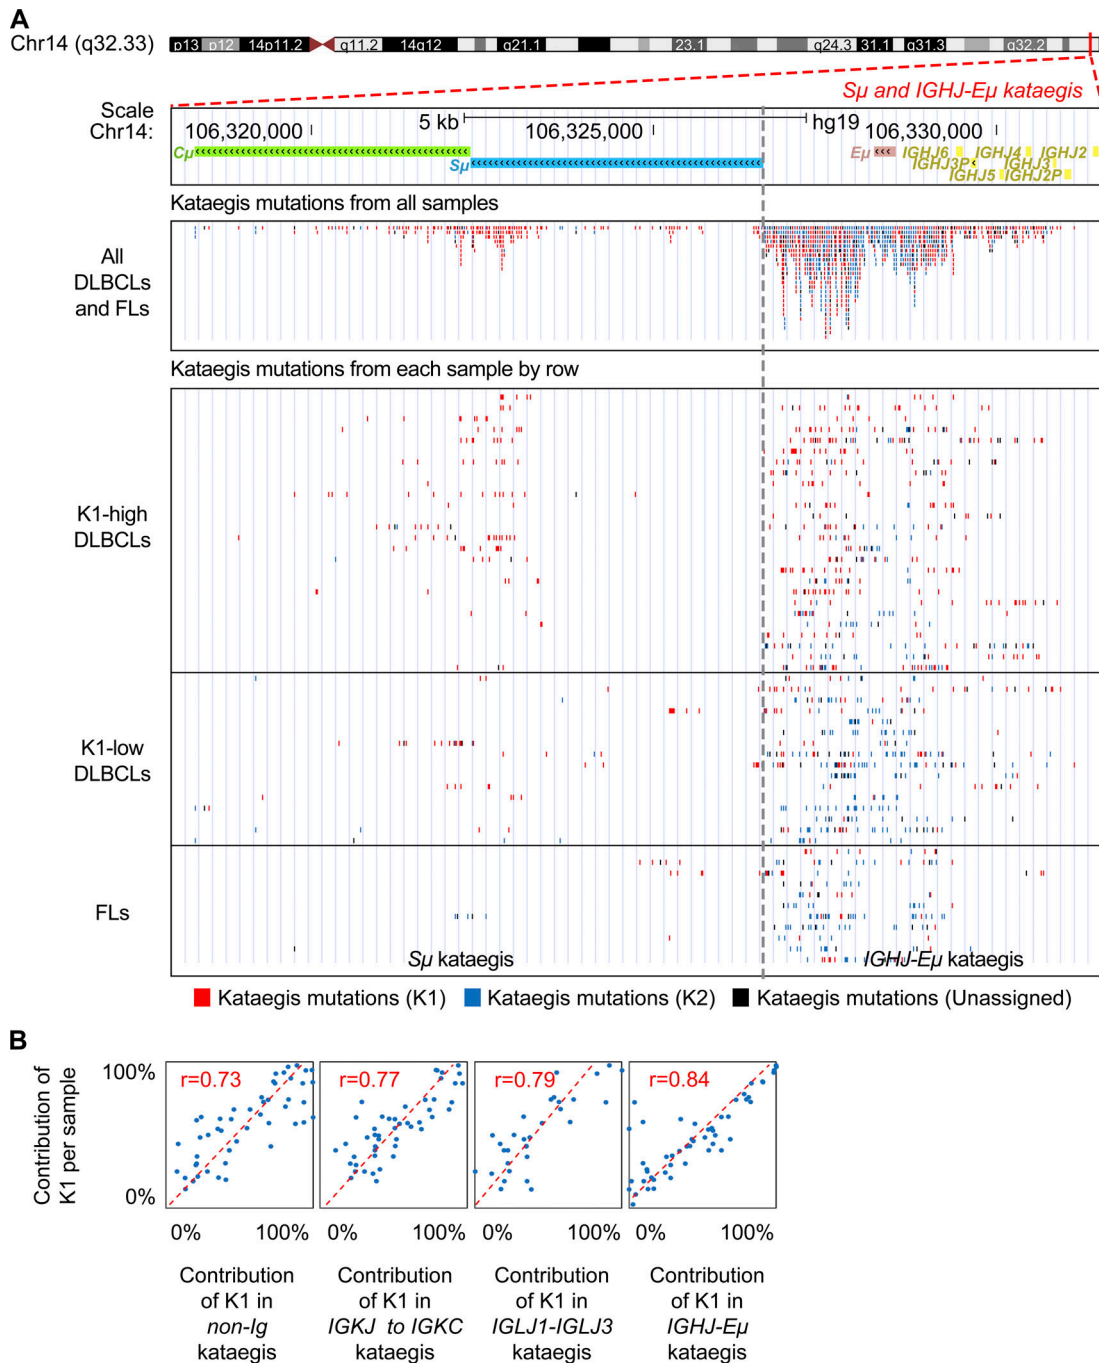 A
Chr14 (q32.33)
p13 p12 14p11.2 q11.2 14q12 q21.1 23.1 q24.3 31.1 q31.3 q32.2
Sμ and IGHJ-Eμ kataegis
Scale 5 kb hg19
Chr14: 106,320,000 106,325,000 106,330,000
Cμ Eμ IGHJ6 IGHJ4 IGHJ2
Sμ IGHJ3P IGHJ3
IGHJ5 IGHJ2P
Kataegis mutations from all samples
All
DLBCLs
and FLs
Kataegis mutations from each sample by row
K1-high
DLBCLs
K1-low
DLBCLs
FLs
Sμ kataegis IGHJ-Eμ kataegis
Kataegis mutations (K1) Kataegis mutations (K2) Kataegis mutations (Unassigned)
B
Contribution of
K1 per sample
100%
0%
r=0.73 r=0.77 r=0.79 r=0.84
0% 100% 0% 100% 0% 100% 0% 100%
Contribution
of K1 in
non-Ig
kataegis
Contribution
of K1 in
IGKJ to IGKC
kataegis
Contribution
of K1 in
IGLJ1-IGLJ3
kataegis
Contribution
of K1 in
IGHJ-Eμ
kataegis